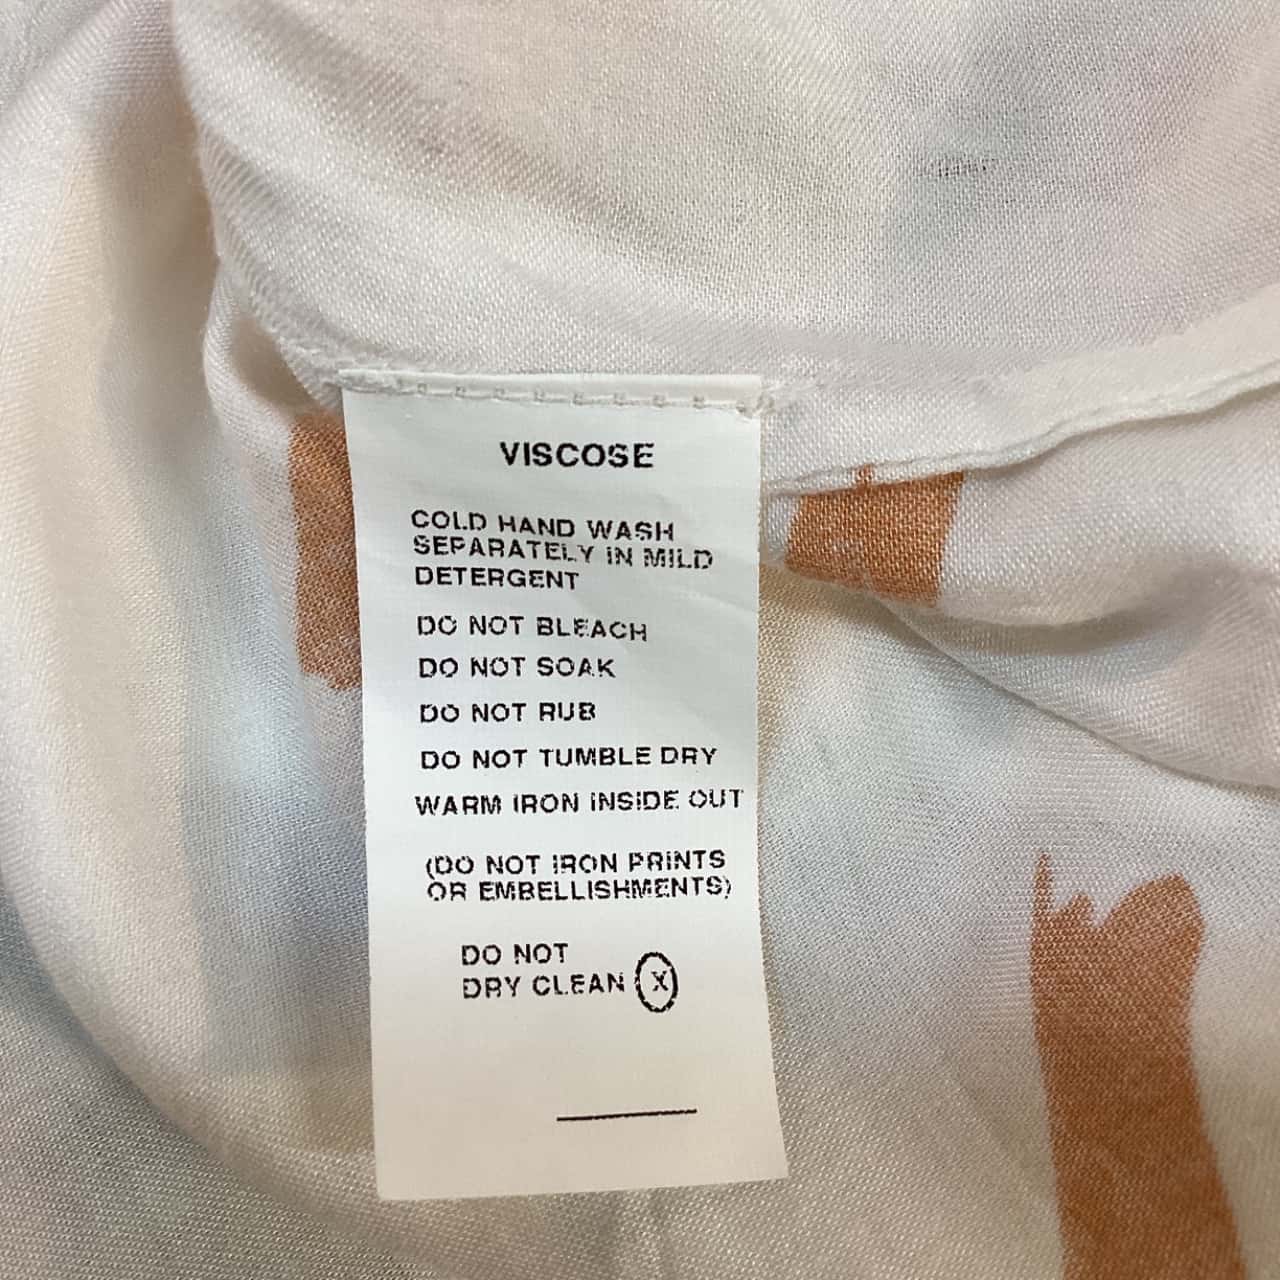 VISCOSE
COLD HAND WASH
SEPARATELY IN MILD
DETERGENT
DO NOT BLEACH
DO NOT SOAK
DO NOT RUB
DO NOT TUMBLE DRY
WARM IRON INSIDE OUT
(DO NOT IRON PRINTS
OR EMBELLISHMENTS)
DO NOT
DRY CLEAN X